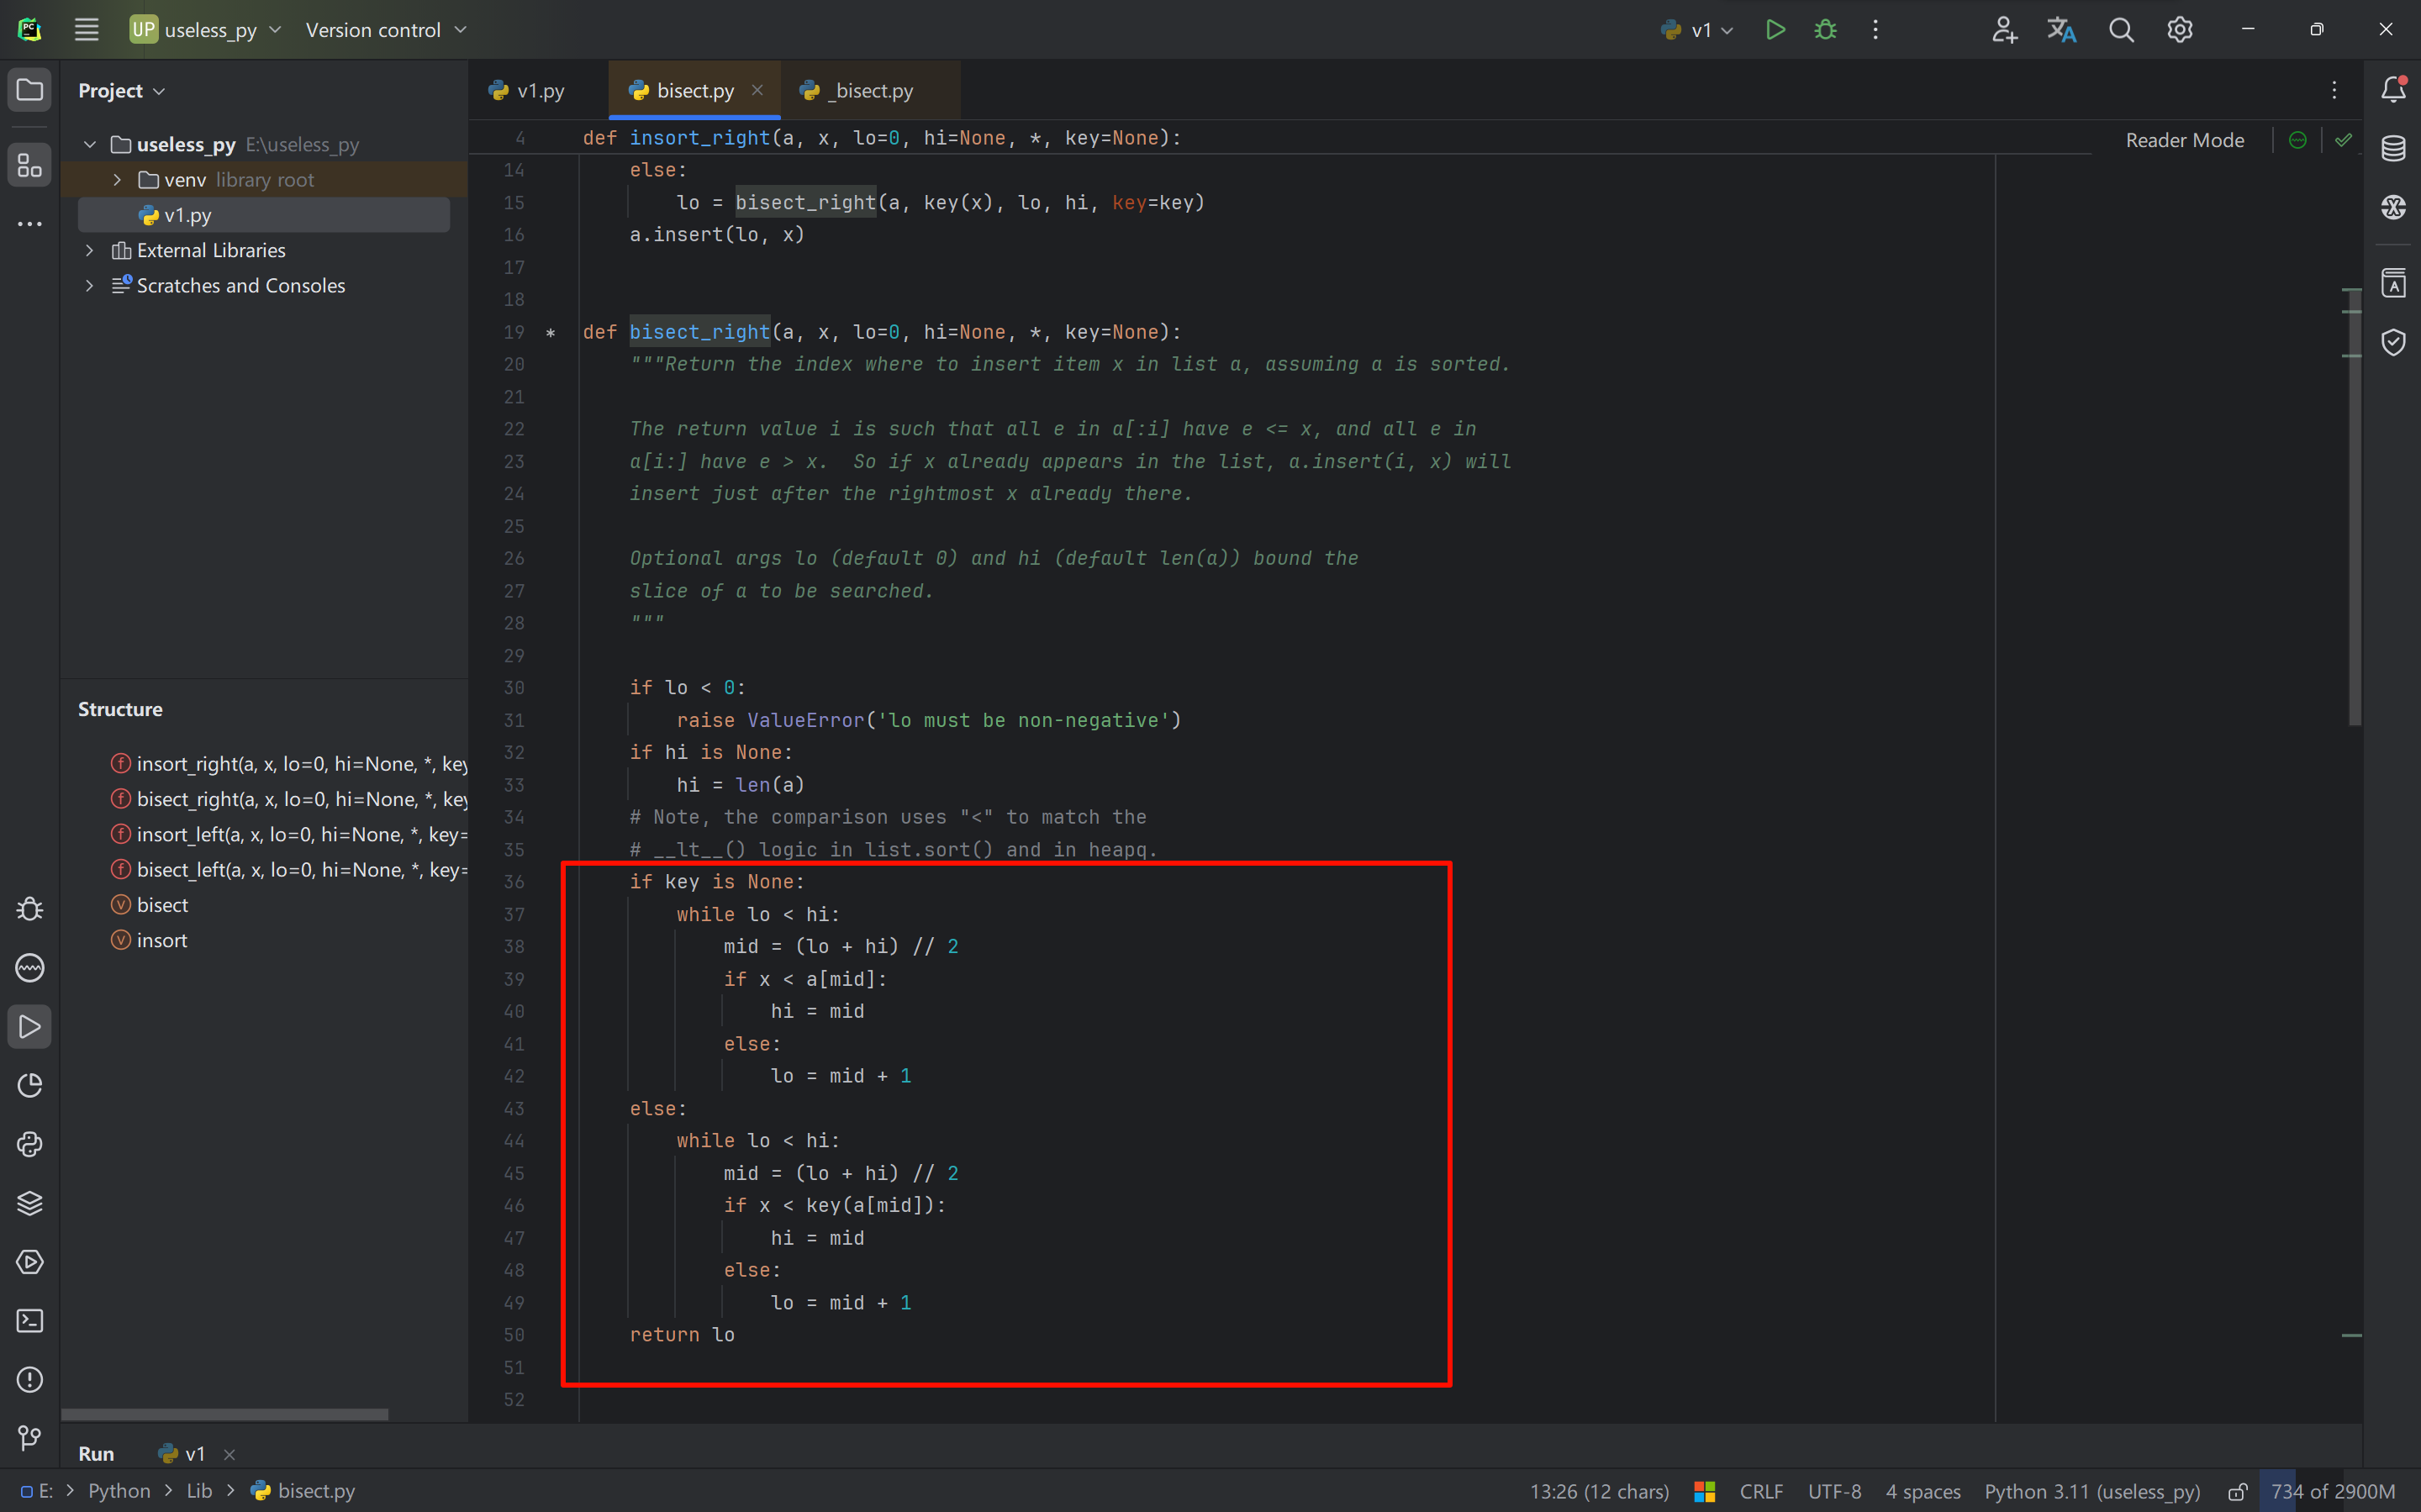 UP useless_py Version control v1
Project
useless_py E:\useless_py
venv library root
v1.py
External Libraries
Scratches and Consoles
Structure
insort_right(a, x, lo=0, hi=None, *, key
bisect_right(a, x, lo=0, hi=None, *, key
insort_left(a, x, lo=0, hi=None, *, key=
bisect_left(a, x, lo=0, hi=None, *, key=
bisect
insort
v1.py bisect.py _bisect.py
Reader Mode
4 def insort_right(a, x, lo=0, hi=None, *, key=None):
14 else:
15 lo = bisect_right(a, key(x), lo, hi, key=key)
16 a.insert(lo, x)
17
18
19 * def bisect_right(a, x, lo=0, hi=None, *, key=None):
20 """Return the index where to insert item x in list a, assuming a is sorted.
21
22 The return value i is such that all e in a[:i] have e <= x, and all e in
23 a[i:] have e > x.  So if x already appears in the list, a.insert(i, x) will
24 insert just after the rightmost x already there.
25
26 Optional args lo (default 0) and hi (default len(a)) bound the
27 slice of a to be searched.
28 """
29
30 if lo < 0:
31 raise ValueError('lo must be non-negative')
32 if hi is None:
33 hi = len(a)
34 # Note, the comparison uses "<" to match the
35 # __lt__() logic in list.sort() and in heapq.
36 if key is None:
37 while lo < hi:
38 mid = (lo + hi) // 2
39 if x < a[mid]:
40 hi = mid
41 else:
42 lo = mid + 1
43 else:
44 while lo < hi:
45 mid = (lo + hi) // 2
46 if x < key(a[mid]):
47 hi = mid
48 else:
49 lo = mid + 1
50 return lo
51
52
Run v1
E: > Python > Lib > bisect.py
13:26 (12 chars) CRLF UTF-8 4 spaces Python 3.11 (useless_py) 734 of 2900M